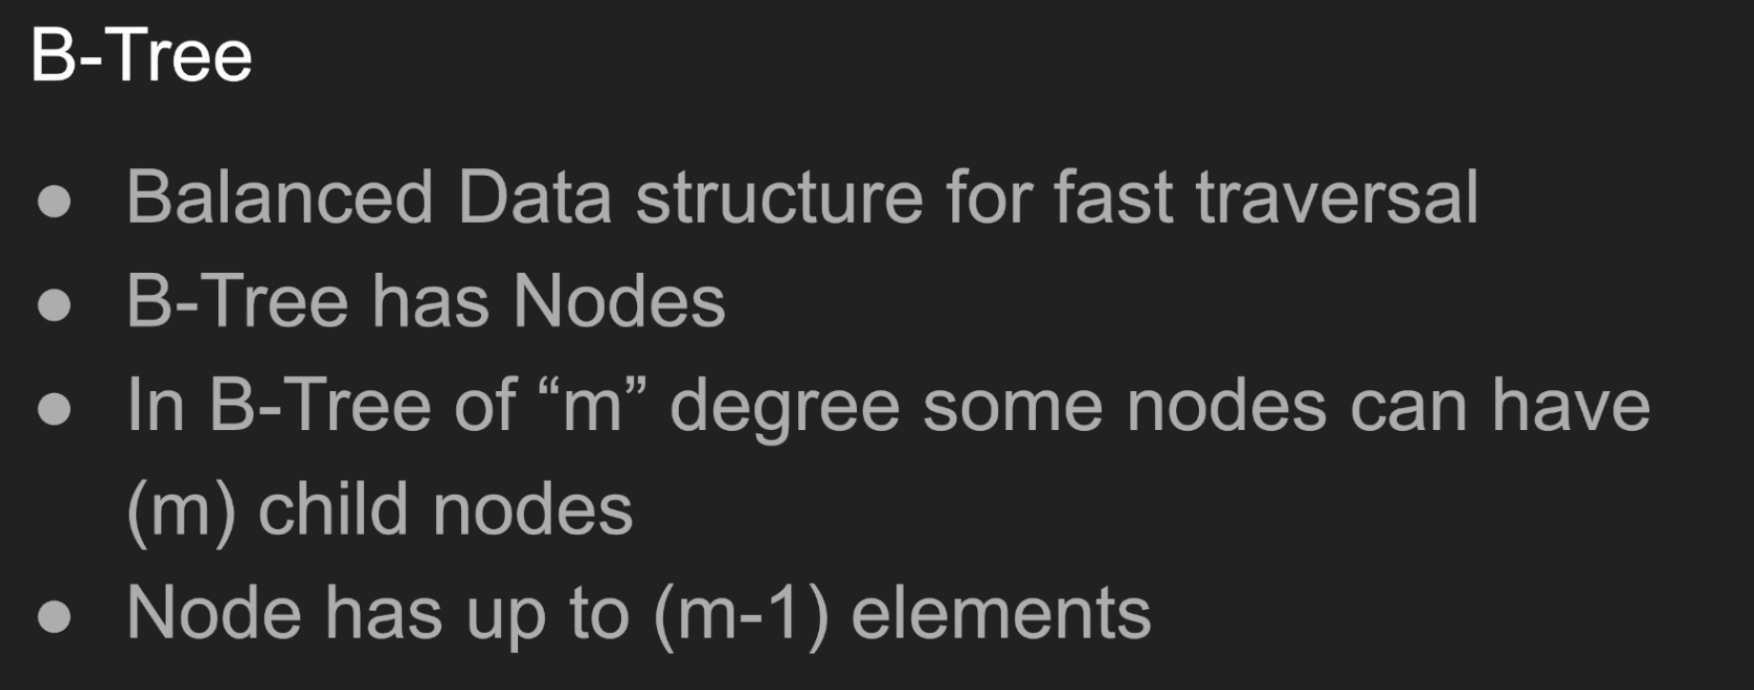 B-Tree
● Balanced Data structure for fast traversal
● B-Tree has Nodes
● In B-Tree of “m” degree some nodes can have
(m) child nodes
● Node has up to (m-1) elements